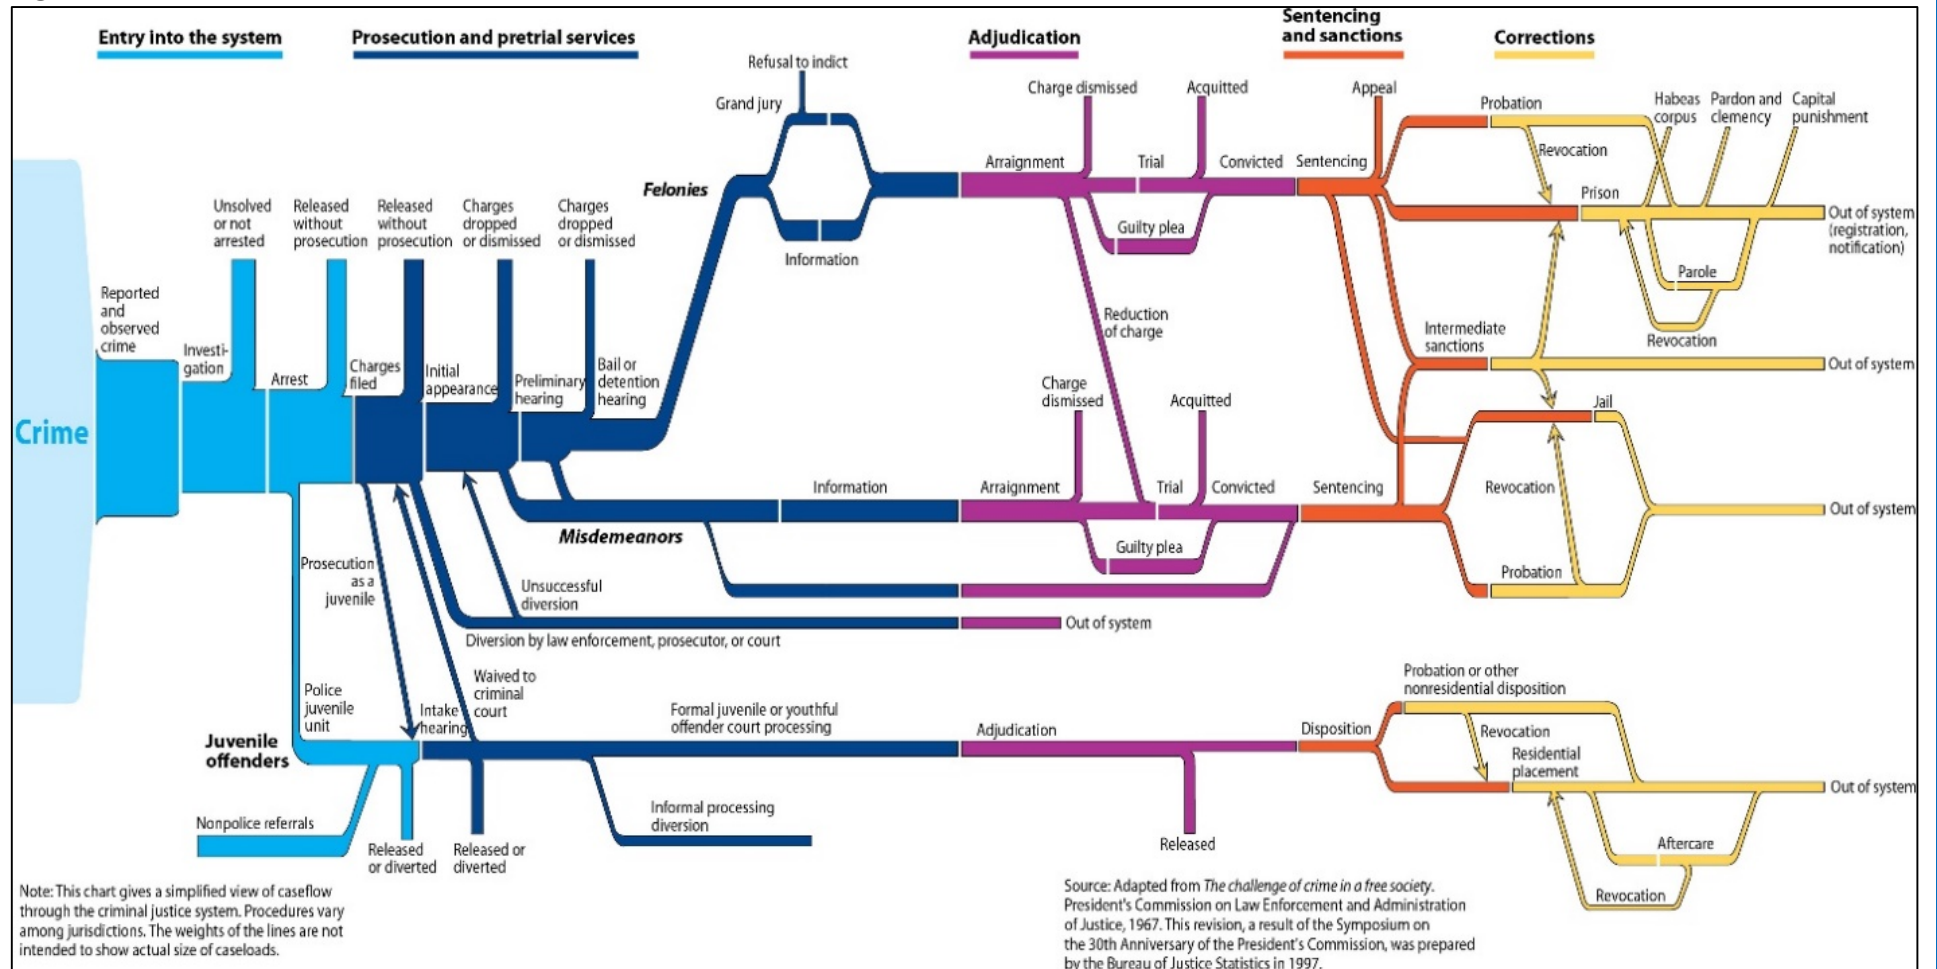 Entry into the system
Prosecution and pretrial services
Adjudication
Sentencing
and sanctions
Corrections
Refusal to indict
Grand jury
Information
Felonies
Charge dismissed
Acquitted
Arraignment
Trial
Convicted
Guilty plea
Sentencing
Appeal
Probation
Revocation
Prison
Habeas
corpus
Pardon and
clemency
Capital
punishment
Out of system
(registration,
notification)
Parole
Revocation
Reduction
of charge
Intermediate
sanctions
Out of system
Unsolved
or not
arrested
Released
without
prosecution
Released
without
prosecution
Charges
dropped
or dismissed
Charges
dropped
or dismissed
Reported
and
observed
crime
Investi-
gation
Arrest
Charges
filed
Initial
appearance
Preliminary
hearing
Bail or
detention
hearing
Crime
Charge
dismissed
Acquitted
Information
Arraignment
Trial
Convicted
Sentencing
Misdemeanors
Guilty plea
Jail
Revocation
Out of system
Probation
Prosecution
as a
juvenile
Unsuccessful
diversion
Diversion by law enforcement, prosecutor, or court
Out of system
Police
juvenile
unit
Intake
hearing
Waived to
criminal
court
Formal juvenile or youthful
offender court processing
Adjudication
Disposition
Probation or other
nonresidential disposition
Revocation
Residential
placement
Out of system
Juvenile
offenders
Nonpolice referrals
Released
or diverted
Released or
diverted
Informal processing
diversion
Released
Aftercare
Revocation
Note: This chart gives a simplified view of caseflow
through the criminal justice system. Procedures vary
among jurisdictions. The weights of the lines are not
intended to show actual size of caseloads.
Source: Adapted from The challenge of crime in a free society.
President's Commission on Law Enforcement and Administration
of Justice, 1967. This revision, a result of the Symposium on
the 30th Anniversary of the President's Commission, was prepared
by the Bureau of Justice Statistics in 1997.